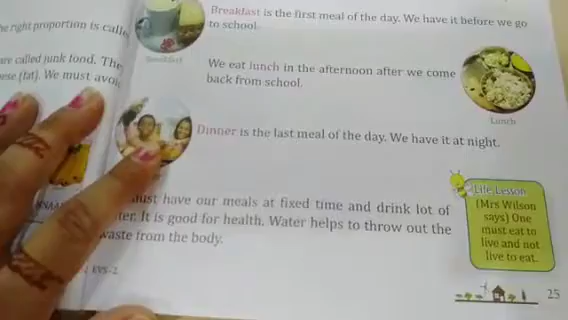 he right proportion is calle
are called junk food. The
ese (fat). We must avoi
Breakfast is the first meal of the day. We have it before we go
to school.
Breakfast
We eat lunch in the afternoon after we come
back from school.
Lunch
Dinner is the last meal of the day. We have it at night.
must have our meals at fixed time and drink lot of
ter. It is good for health. Water helps to throw out the
waste from the body.
Life Lesson
(Mrs Wilson
says) One
must eat to
live and not
live to eat.
EVS-2
25